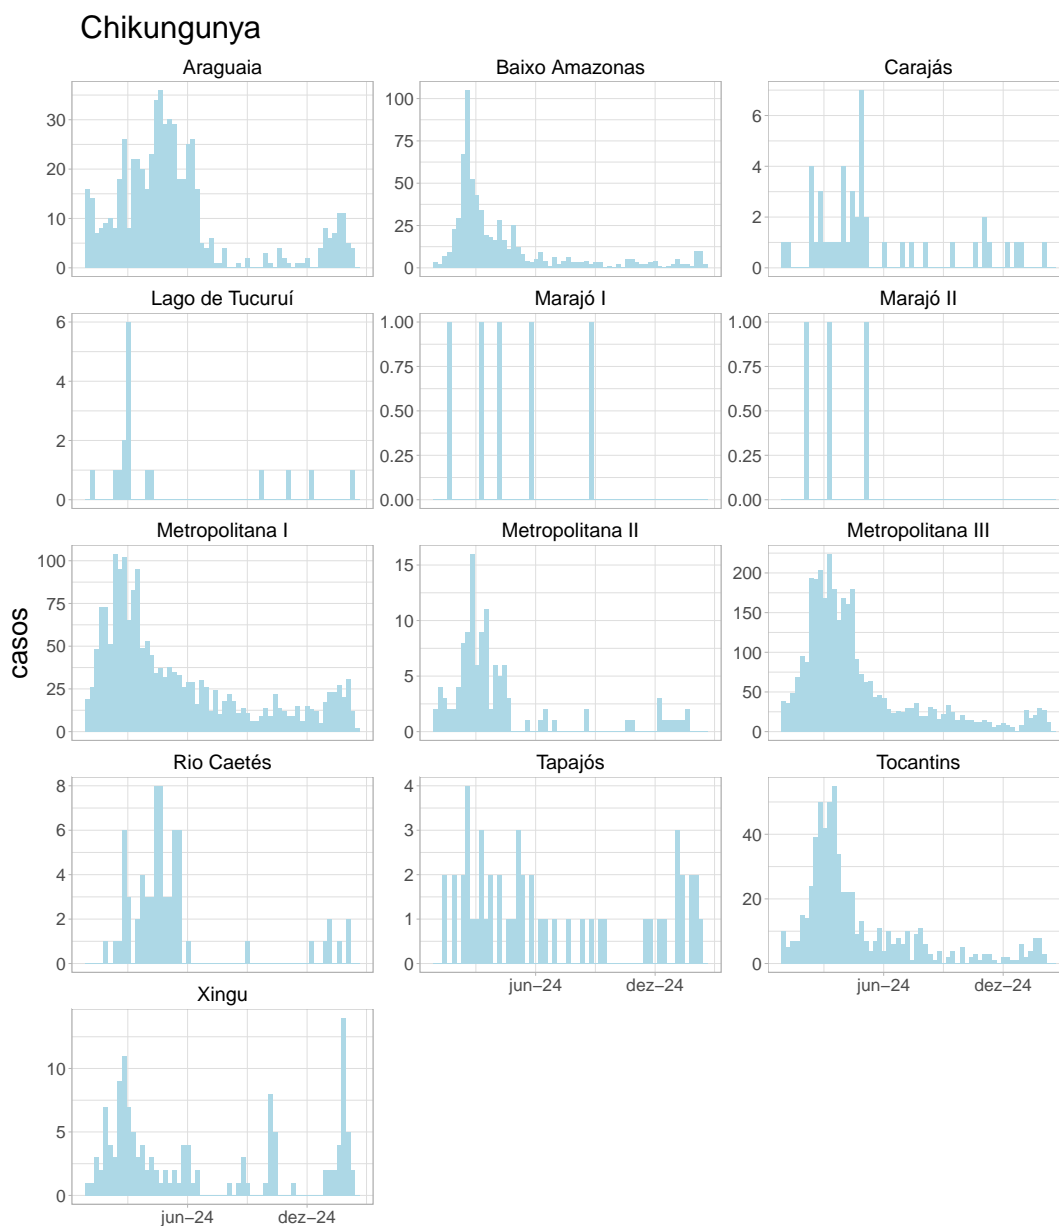 Chikungunya
Araguaia
Baixo Amazonas
Carajás
30
20
10
0
100
75
50
25
0
6
4
2
0
Lago de Tucuruí
Marajó I
Marajó II
6
4
2
0
1.00
0.75
0.50
0.25
0.00
1.00
0.75
0.50
0.25
0.00
Metropolitana I
Metropolitana II
Metropolitana III
100
75
50
25
0
15
10
5
0
200
150
100
50
0
casos
Rio Caetés
Tapajós
Tocantins
8
6
4
2
0
4
3
2
1
0
40
20
0
jun–24
dez–24
jun–24
dez–24
Xingu
10
5
0
jun–24
dez–24